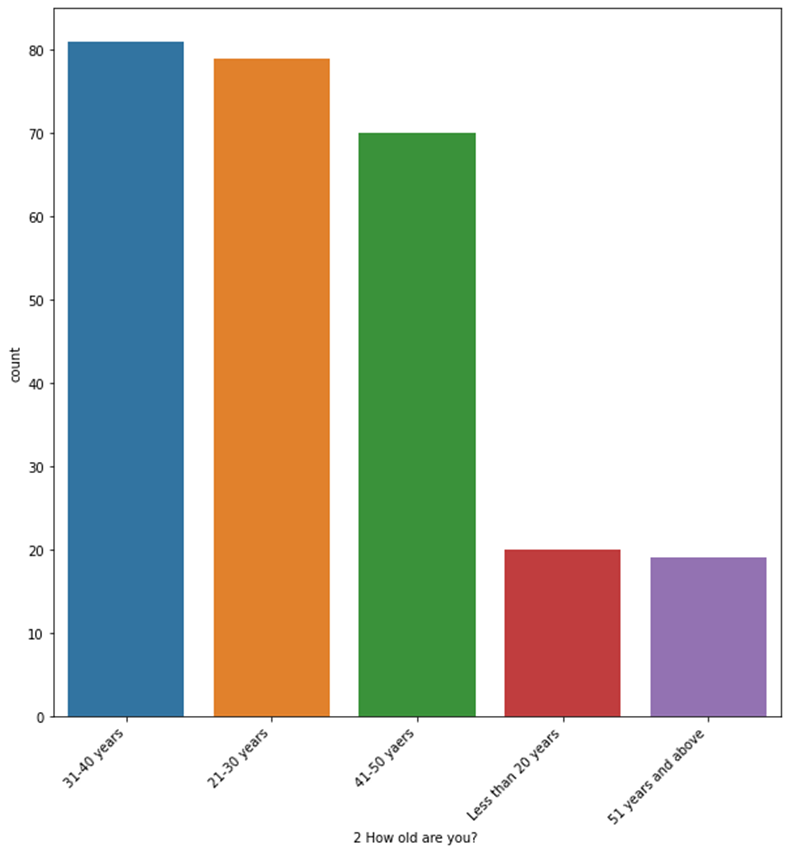 80
70
60
50
40
30
20
10
0
count
31-40 years
21-30 years
41-50 yaers
Less than 20 years
51 years and above
2 How old are you?